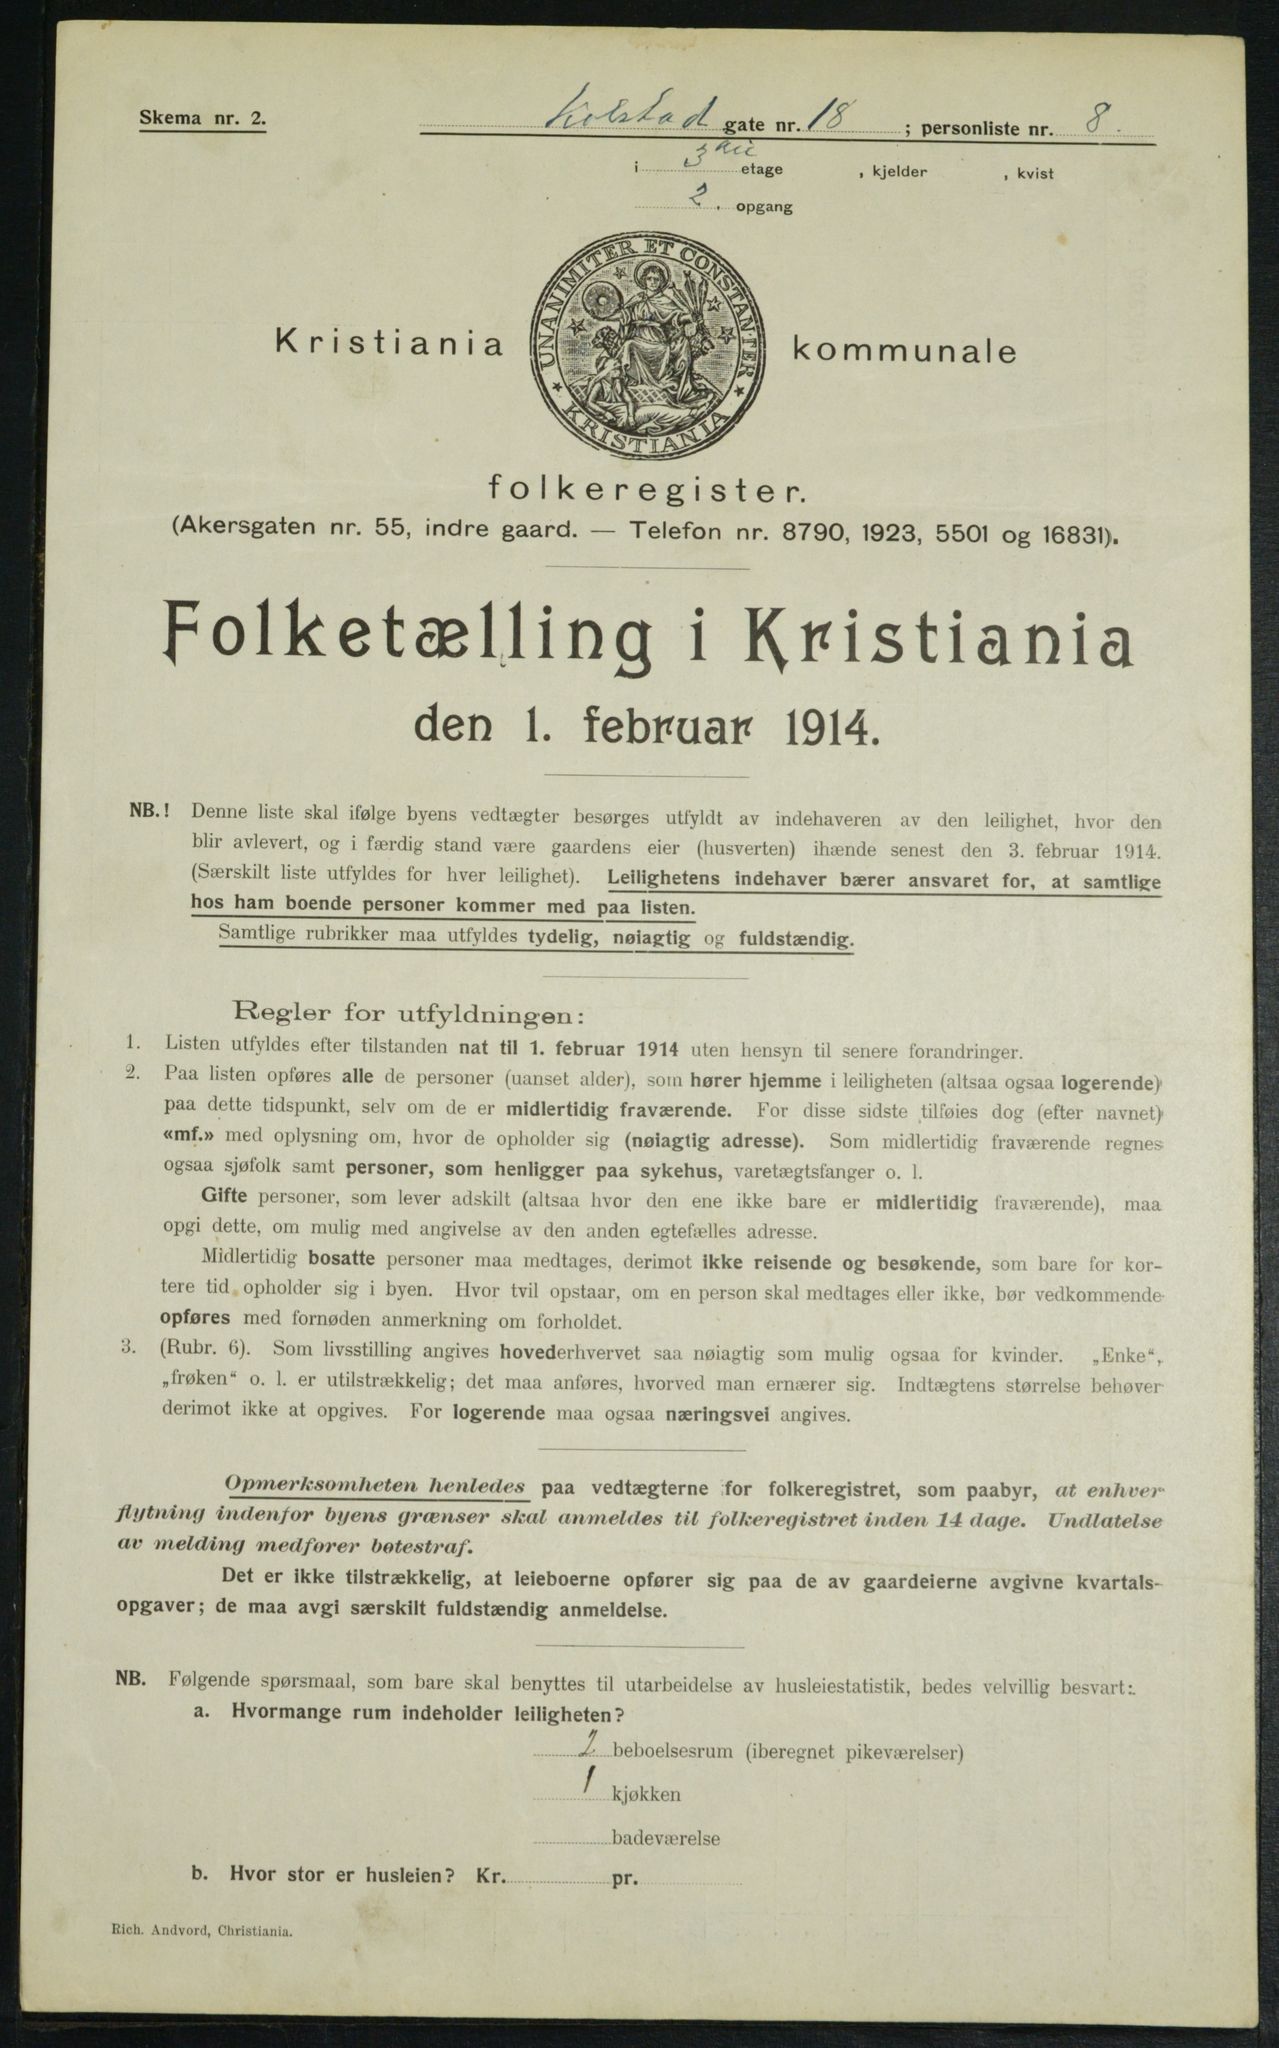 Skema nr. 2.
Kolstad gate nr. 18 ; personliste nr. 8.
i 3die etage , kjelder , kvist
2. opgang
UNANIMITER ET CONSTANTER
KRISTIANIA
Kristiania kommunale
folkeregister.
(Akersgaten nr. 55, indre gaard. — Telefon nr. 8790, 1923, 5501 og 16831).
Folketælling i Kristiania
den 1. februar 1914.
NB.! Denne liste skal ifølge byens vedtægter besørges utfyldt av indehaveren av den leilighet, hvor den
blir avlevert, og i færdig stand være gaardens eier (husverten) ihænde senest den 3. februar 1914.
(Særskilt liste utfyldes for hver leilighet). Leilighetens indehaver bærer ansvaret for, at samtlige
hos ham boende personer kommer med paa listen.
Samtlige rubrikker maa utfyldes tydelig, nøiagtig og fuldstændig.
Regler for utfyldningen:
1. Listen utfyldes efter tilstanden nat til 1. februar 1914 uten hensyn til senere forandringer.
2. Paa listen opføres alle de personer (uanset alder), som hører hjemme i leiligheten (altsaa ogsaa logerende)
paa dette tidspunkt, selv om de er midlertidig fraværende. For disse sidste tilføies dog (efter navnet)
«mf.» med oplysning om, hvor de opholder sig (nøiagtig adresse). Som midlertidig fraværende regnes
ogsaa sjøfolk samt personer, som henligger paa sykehus, varetægtsfanger o. l.
Gifte personer, som lever adskilt (altsaa hvor den ene ikke bare er midlertidig fraværende), maa
opgi dette, om mulig med angivelse av den anden egtefælles adresse.
Midlertidig bosatte personer maa medtages, derimot ikke reisende og besøkende, som bare for kor-
tere tid opholder sig i byen. Hvor tvil opstaar, om en person skal medtages eller ikke, bør vedkommende
opføres med fornøden anmerkning om forholdet.
3. (Rubr. 6). Som livsstilling angives hovederhvervet saa nøiagtig som mulig ogsaa for kvinder. „Enke“,
„frøken“ o. l. er utilstrækkelig; det maa anføres, hvorved man ernærer sig. Indtægtens størrelse behøver
derimot ikke at opgives. For logerende maa ogsaa næringsvei angives.
Opmerksomheten henledes paa vedtægterne for folkeregistret, som paabyr, at enhver
flytning indenfor byens grænser skal anmeldes til folkeregistret inden 14 dage. Undlatelse
av melding medfører bøtestraf.
Det er ikke tilstrækkelig, at leieboerne opfører sig paa de av gaardeierne avgivne kvartals-
opgaver; de maa avgi særskilt fuldstændig anmeldelse.
NB. Følgende spørsmaal, som bare skal benyttes til utarbeidelse av husleiestatistik, bedes velvillig besvart:
a. Hvormange rum indeholder leiligheten?
2 beboelsesrum (iberegnet pikeværelser)
1 kjøkken
badeværelse
b. Hvor stor er husleien? Kr. pr.
Rich. Andvord, Christiania.